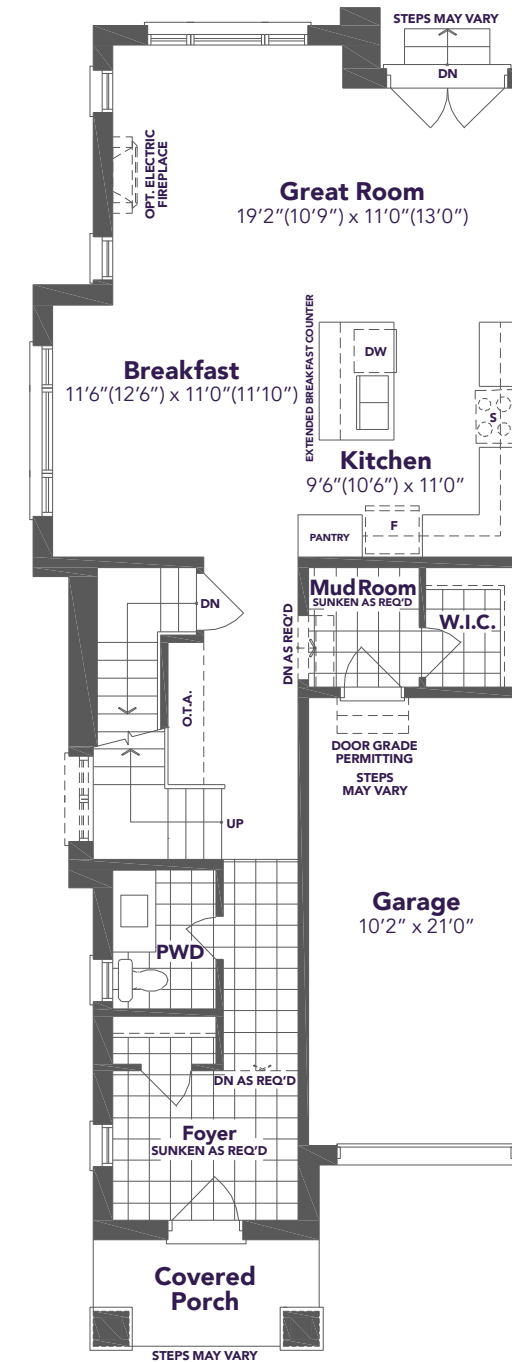 STEPS MAY VARY
DN
OPT. ELECTRIC
FIREPLACE
Great Room
19'2"(10'9") x 11'0"(13'0")
EXTENDED BREAKFAST COUNTER
DW
Breakfast
11'6"(12'6") x 11'0"(11'10")
S
Kitchen
9'6"(10'6") x 11'0"
F
PANTRY
Mud Room
SUNKEN AS REQ'D
DN
W.I.C.
DN AS REQ'D
O.T.A.
DOOR GRADE
PERMITTING
STEPS
MAY VARY
UP
Garage
10'2" x 21'0"
PWD
DN AS REQ'D
Foyer
SUNKEN AS REQ'D
Covered
Porch
STEPS MAY VARY